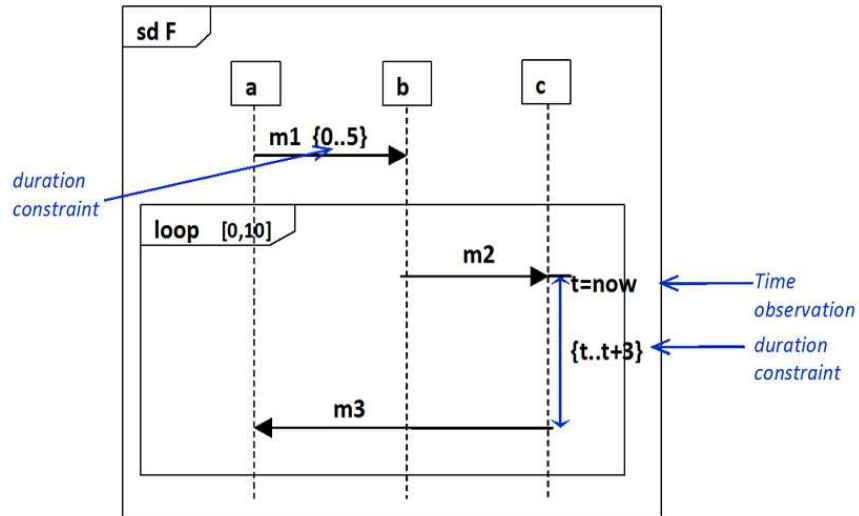 sd F
a
b
c
m1 {0..5}
duration
constraint
loop [0,10]
m2
t=now
Time
observation
{t..t+3}
duration
constraint
m3